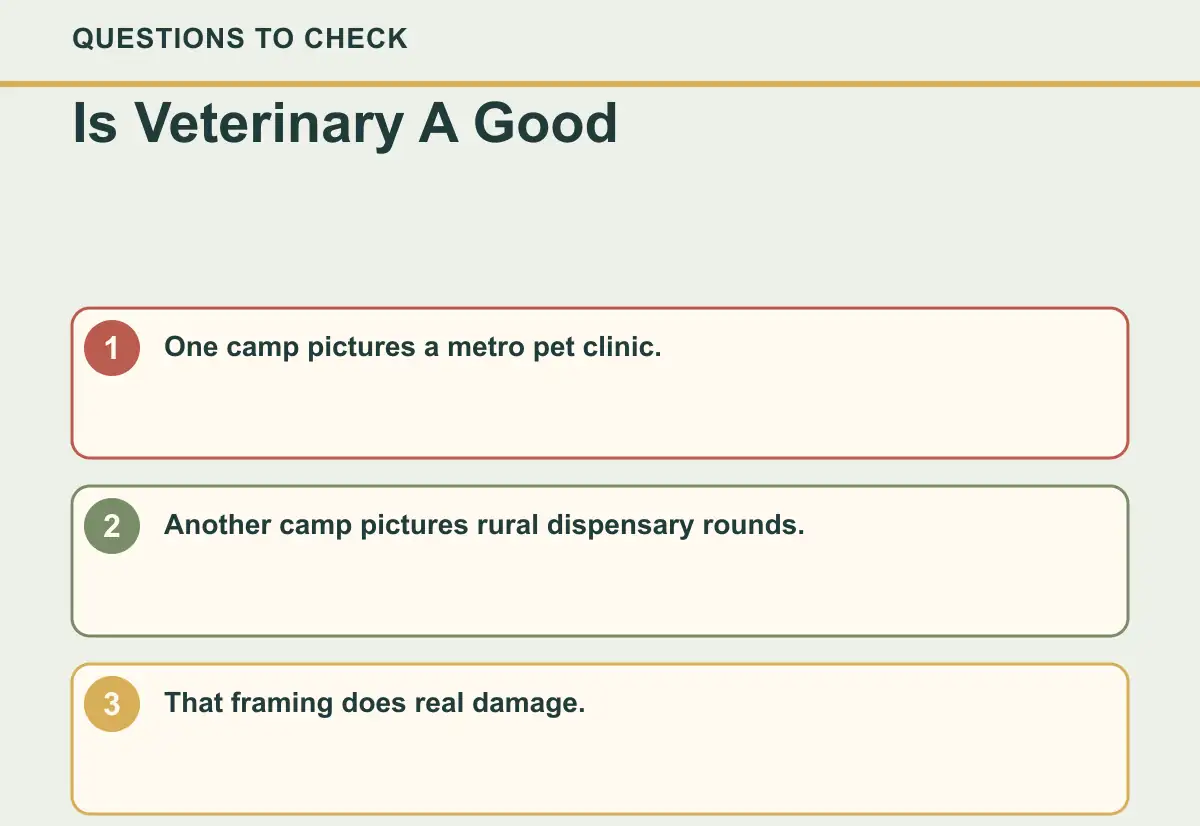 QUESTIONS TO CHECK
Is Veterinary A Good
1 One camp pictures a metro pet clinic.
2 Another camp pictures rural dispensary rounds.
3 That framing does real damage.